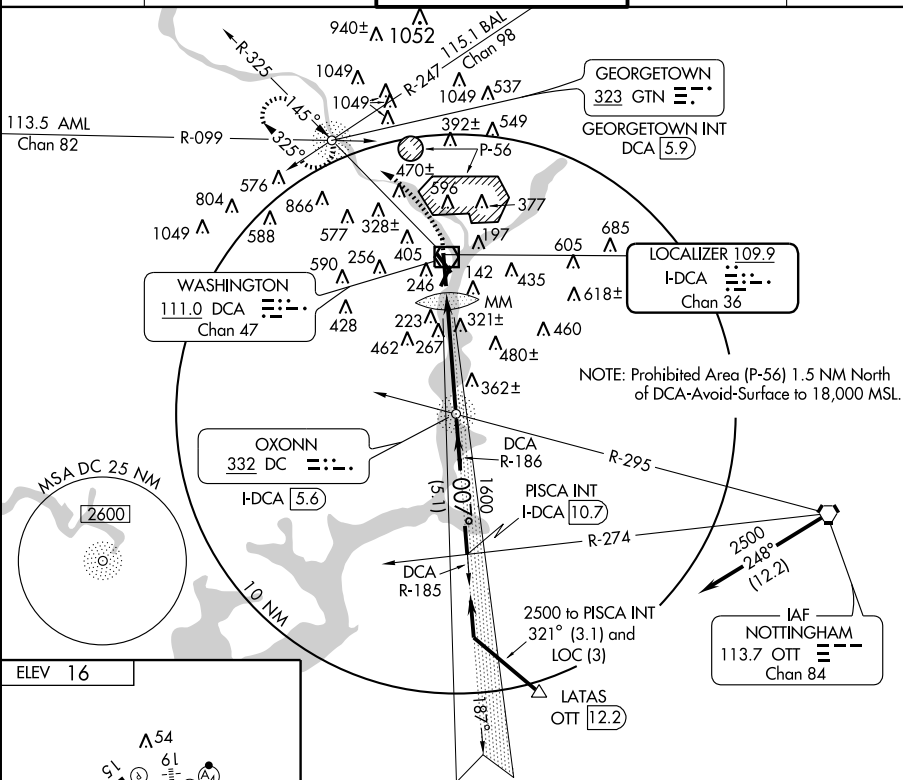 940±
1052
115.1 BAL
Chan 98
R-325
R-247
1049
1049
1049
537
GEORGETOWN
323 GTN
GEORGETOWN INT
DCA 5.9
113.5 AML
Chan 82
R-099
145°
325°
392±
549
P-56
470±
596
377
576
804
866
1049
588
577
328±
405
197
605
685
590
256
246
142
435
618±
WASHINGTON
111.0 DCA
Chan 47
LOCALIZER 109.9
I-DCA
Chan 36
MM
428
223
321±
460
462
267
480±
362±
NOTE: Prohibited Area (P-56) 1.5 NM North
of DCA-Avoid-Surface to 18,000 MSL.
OXONN
332 DC
I-DCA 5.6
DCA
R-186
R-295
MSA DC 25 NM
2600
007°
(5.1)
1600
PISCA INT
I-DCA 10.7
R-274
2500
248°
(12.2)
DCA
R-185
10 NM
2500 to PISCA INT
321° (3.1) and
LOC (3)
IAF
NOTTINGHAM
113.7 OTT
Chan 84
LATAS
OTT 12.2
187°
ELEV 16
54
15
19
A4